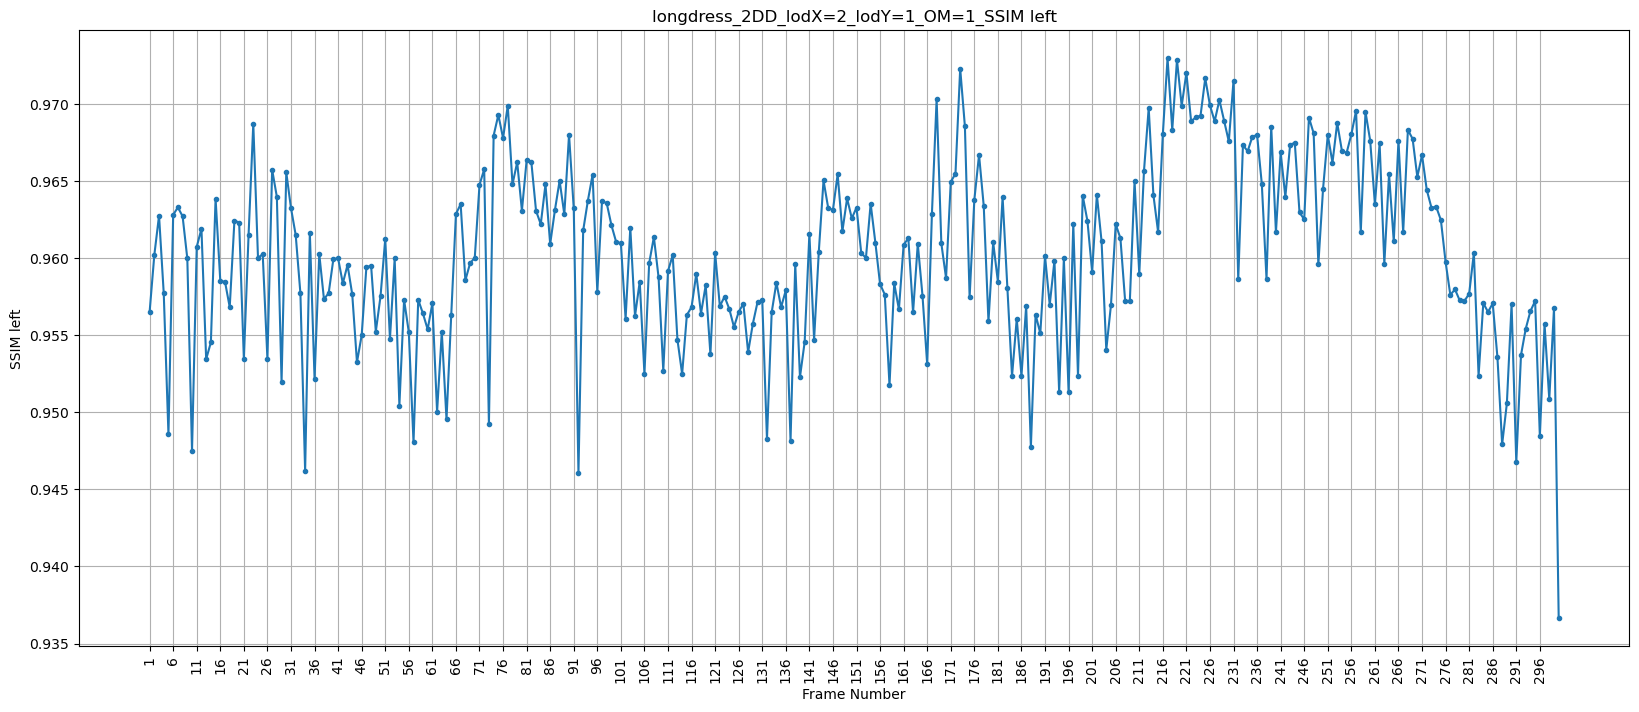 longdress_2DD_lodX=2_lodY=1_OM=1_SSIM left
SSIM left
0.970
0.965
0.960
0.955
0.950
0.945
0.940
0.935
1 6 11 16 21 26 31 36 41 46 51 56 61 66 71 76 81 86 91 96 101 106 111 116 121 126 131 136 141 146 151 156 161 166 171 176 181 186 191 196 201 206 211 216 221 226 231 236 241 246 251 256 261 266 271 276 281 286 291 296
Frame Number